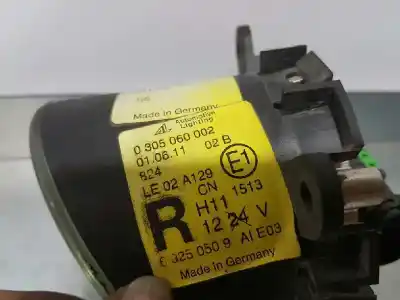 Made in Germany
Automotive
Lighting
0 305 060 002
01.06.11 02 B
824
LE 02 A129 E1
CN 1513
R H11
12 24 V
6 325 050 9 AI E03
Made in Germany